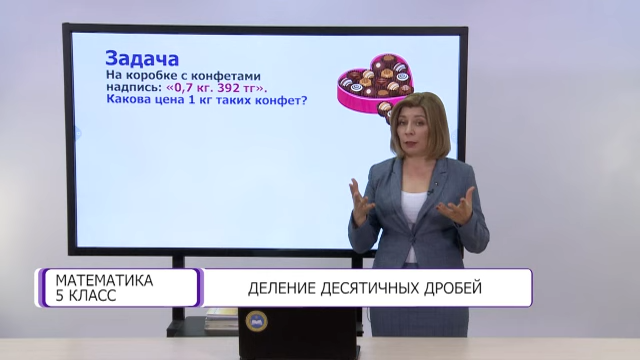 Задача
На коробке с конфетами
надпись: «0,7 кг. 392 тг».
Какова цена 1 кг таких конфет?
МАТЕМАТИКА
5 КЛАСС
ДЕЛЕНИЕ ДЕСЯТИЧНЫХ ДРОБЕЙ